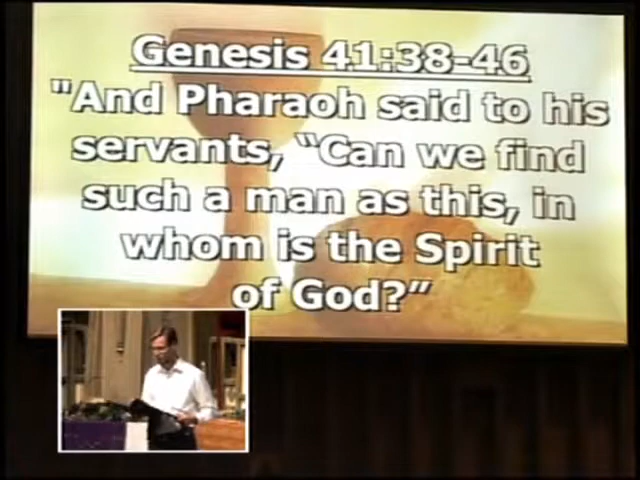 Genesis 41:38-46
"And Pharaoh said to his
servants, “Can we find
such a man as this, in
whom is the Spirit
of God?”